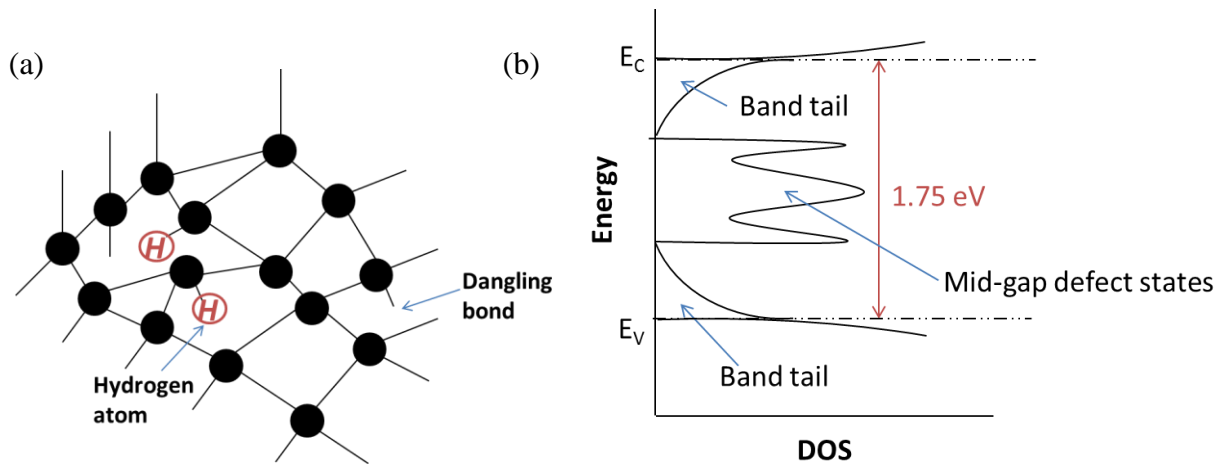 (a)
H
H
Dangling
bond
Hydrogen
atom
(b)
E_C
Band tail
Energy
1.75 eV
Mid-gap defect states
E_V
Band tail
DOS